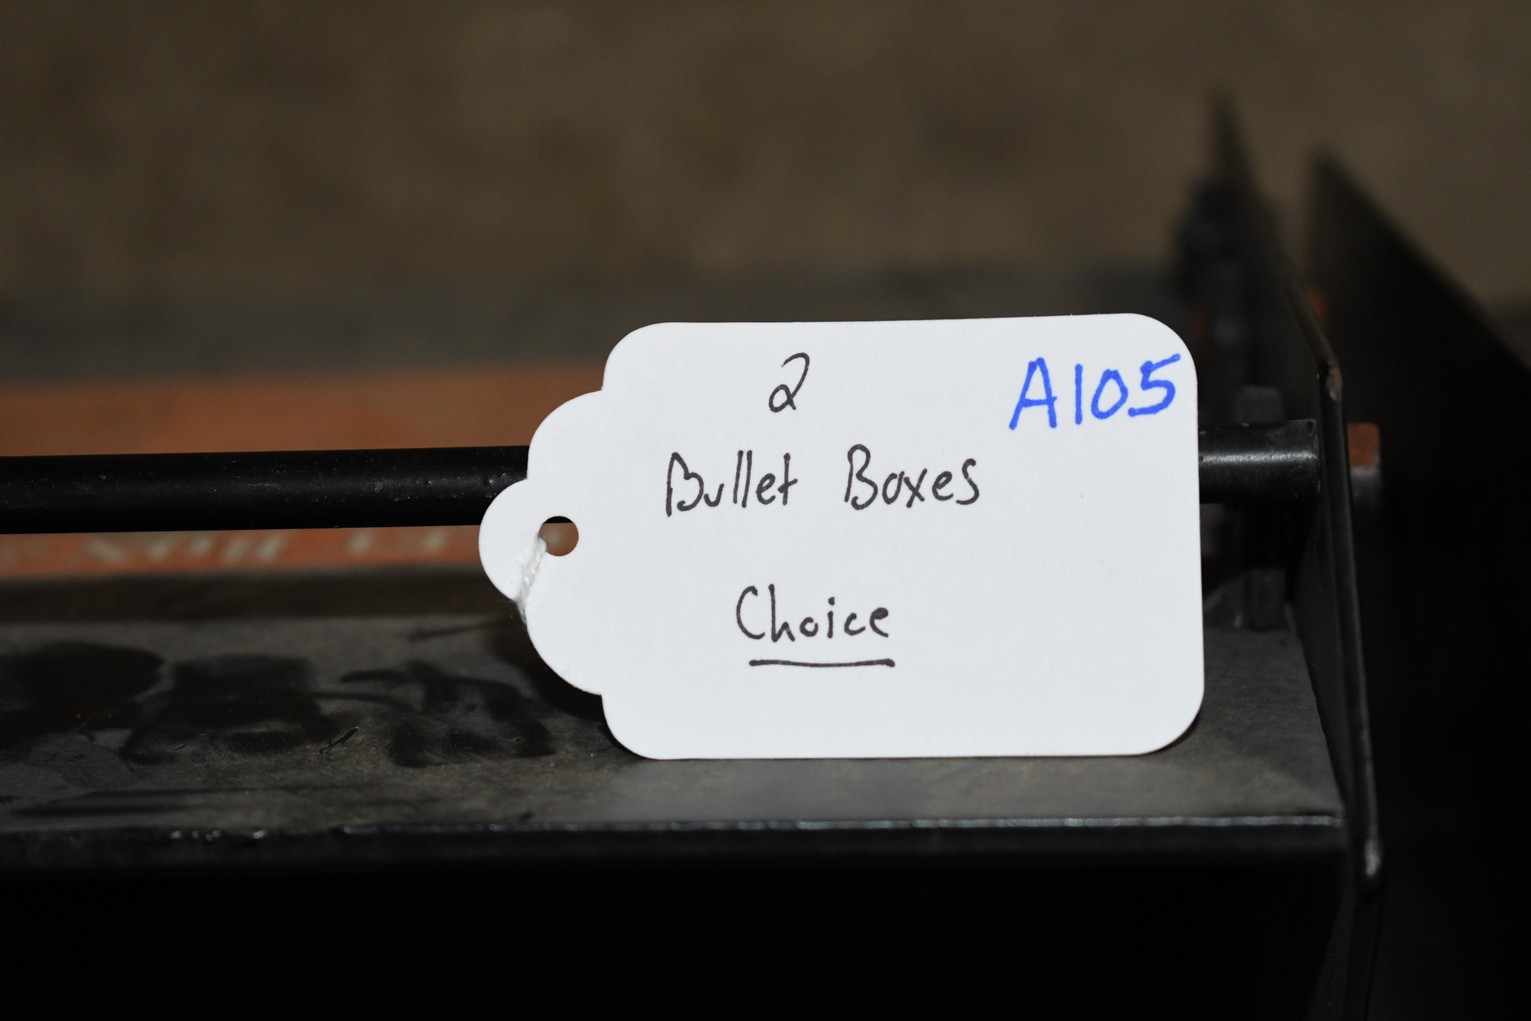 2
A105
Bullet Boxes
Choice